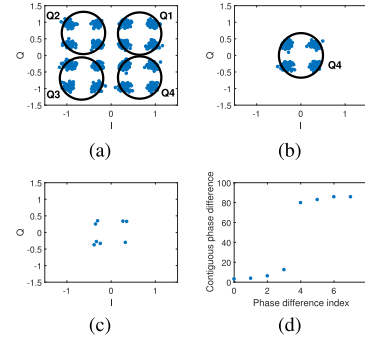 1.5
1
0.5
0
-0.5
-1
-1.5
Q
Q2
Q1
Q3
Q4
-1
0
1
I
(a)
1.5
1
0.5
0
-0.5
-1
-1.5
Q
Q4
-1
0
1
I
(b)
1.5
1
0.5
0
-0.5
-1
-1.5
Q
-1
0
1
I
(c)
100
80
60
40
20
0
Contiguous phase difference
0
2
4
6
Phase difference index
(d)